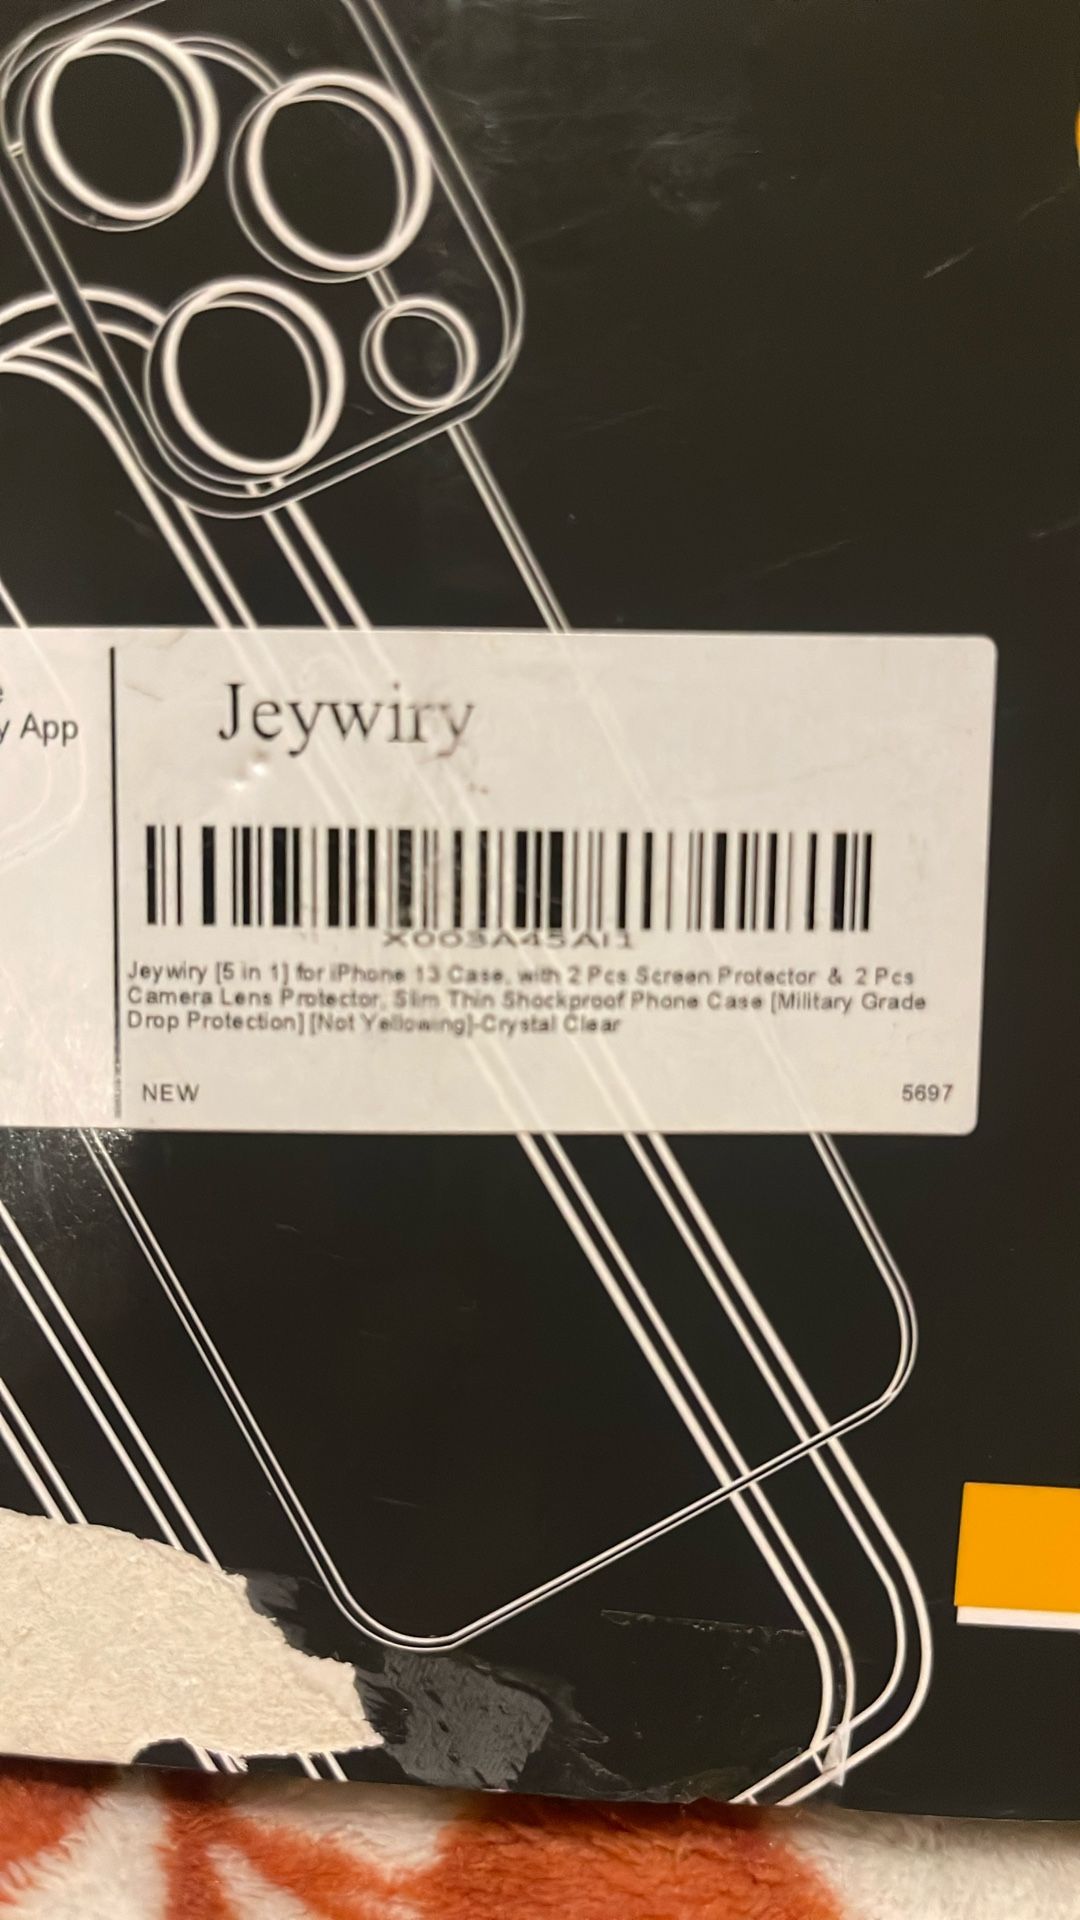 y App
Jeywiry
X003A45AI1
Jeywiry [5 in 1] for iPhone 13 Case, with 2 Pcs Screen Protector & 2 Pcs
Camera Lens Protector, Slim Thin Shockproof Phone Case [Military Grade
Drop Protection] [Not Yellowing]-Crystal Clear
NEW
5697